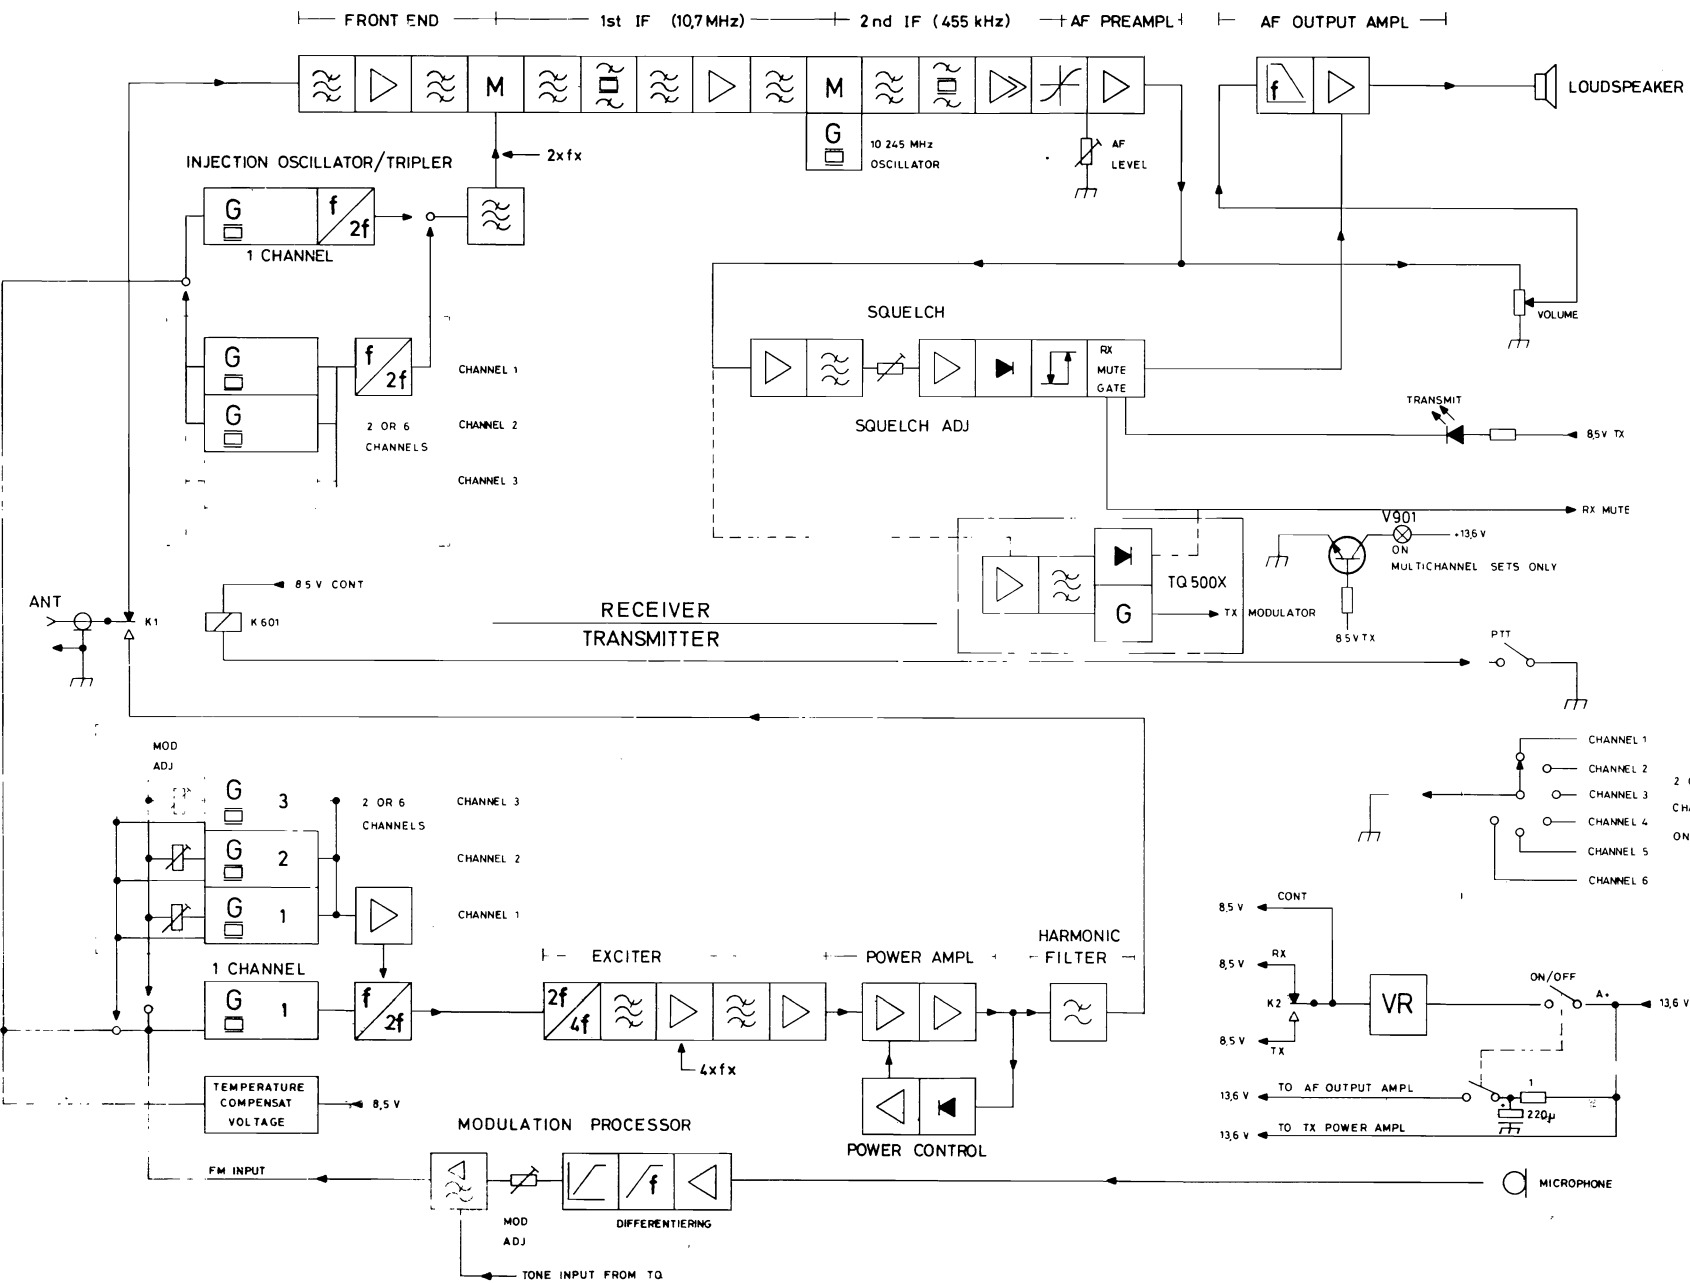 FRONT END
1st IF (10,7 MHz)
2nd IF (455 kHz)
AF PREAMPL
AF OUTPUT AMPL
M
M
f
LOUDSPEAKER
G
10 245 MHz
OSCILLATOR
AF
LEVEL
2xfx
INJECTION OSCILLATOR/TRIPLER
G
f
2f
1 CHANNEL
SQUELCH
VOLUME
G
f
2f
CHANNEL 1
RX
MUTE
GATE
G
2 OR 6
CHANNELS
CHANNEL 2
SQUELCH ADJ
TRANSMIT
8,5V TX
CHANNEL 3
RX MUTE
V901
+13,6 V
ON
MULTICHANNEL SETS ONLY
8 5 V CONT
TQ 500X
G
TX MODULATOR
8 5 V TX
ANT
K1
K 601
RECEIVER
TRANSMITTER
PTT
MOD
ADJ
G 3
2 OR 6
CHANNELS
CHANNEL 3
G 2
CHANNEL 2
G 1
CHANNEL 1
CHANNEL 1
CHANNEL 2
CHANNEL 3
CHANNEL 4
CHANNEL 5
CHANNEL 6
1 CHANNEL
G 1
f
2f
EXCITER
2f
4f
4xfx
POWER AMPL
HARMONIC
FILTER
CONT
8,5 V
RX
8,5 V
K2
8,5 V
TX
VR
ON/OFF
A+
13,6 V
TEMPERATURE
COMPENSAT
VOLTAGE
8,5 V
TO AF OUTPUT AMPL
13,6 V
1
220µ
TO TX POWER AMPL
13,6 V
MODULATION PROCESSOR
POWER CONTROL
FM INPUT
f
MICROPHONE
MOD
ADJ
DIFFERENTIERING
TONE INPUT FROM TQ